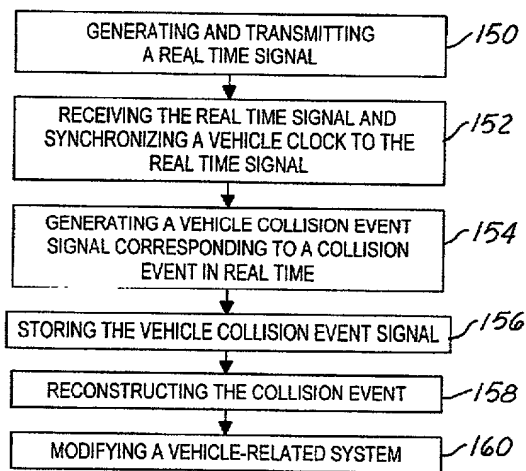 GENERATING AND TRANSMITTING
A REAL TIME SIGNAL
150
RECEIVING THE REAL TIME SIGNAL AND
SYNCHRONIZING A VEHICLE CLOCK TO THE
REAL TIME SIGNAL
152
GENERATING A VEHICLE COLLISION EVENT
SIGNAL CORRESPONDING TO A COLLISION
EVENT IN REAL TIME
154
STORING THE VEHICLE COLLISION EVENT SIGNAL
156
RECONSTRUCTING THE COLLISION EVENT
158
MODIFYING A VEHICLE-RELATED SYSTEM
160